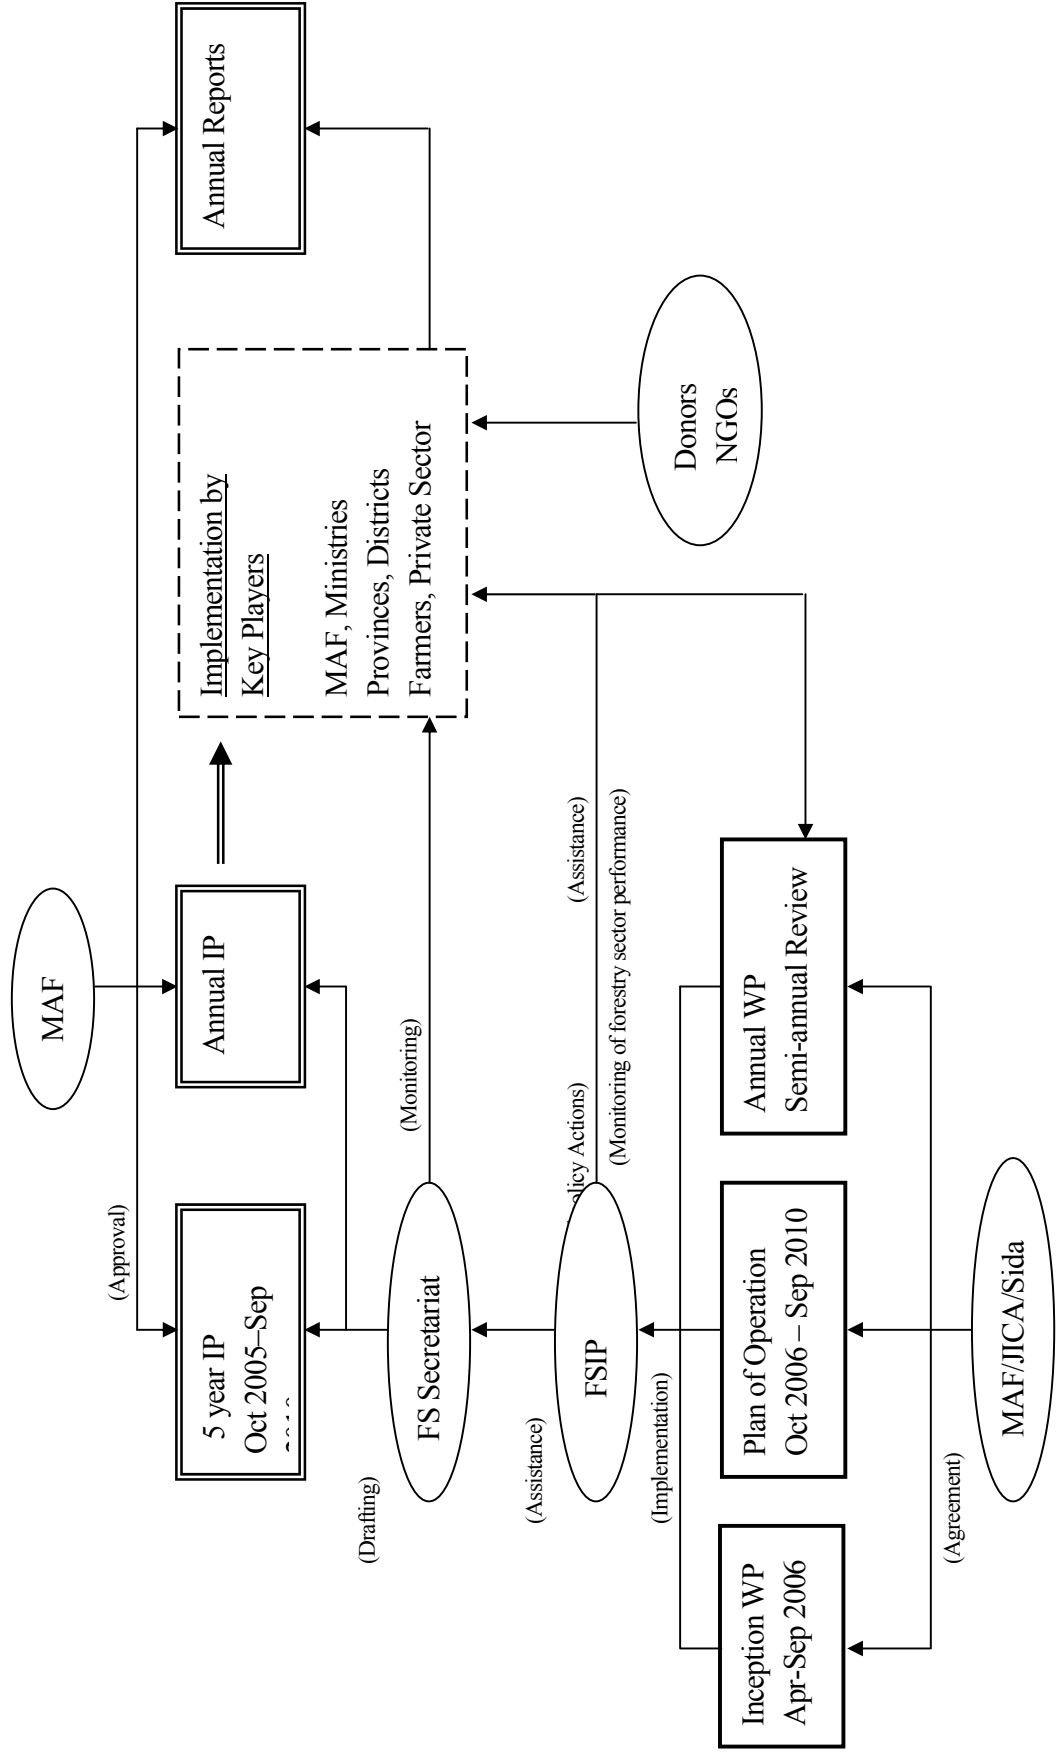 MAF
(Approval)
5 year IP
Oct 2005–Sep
Annual IP
Implementation by
Key Players
MAF, Ministries
Provinces, Districts
Farmers, Private Sector
Annual Reports
(Drafting)
FS Secretariat
(Monitoring)
(Assistance)
FSIP
olicy Actions)
(Assistance)
(Monitoring of forestry sector performance)
Donors
NGOs
(Implementation)
Inception WP
Apr-Sep 2006
Plan of Operation
Oct 2006 – Sep 2010
Annual WP
Semi-annual Review
(Agreement)
MAF/JICA/Sida